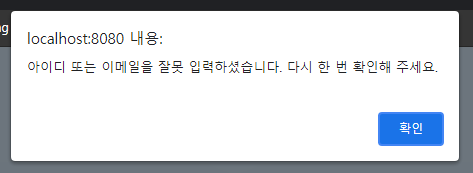 ng
localhost:8080 내용:
아이디 또는 이메일을 잘못 입력하셨습니다. 다시 한 번 확인해 주세요.
확인